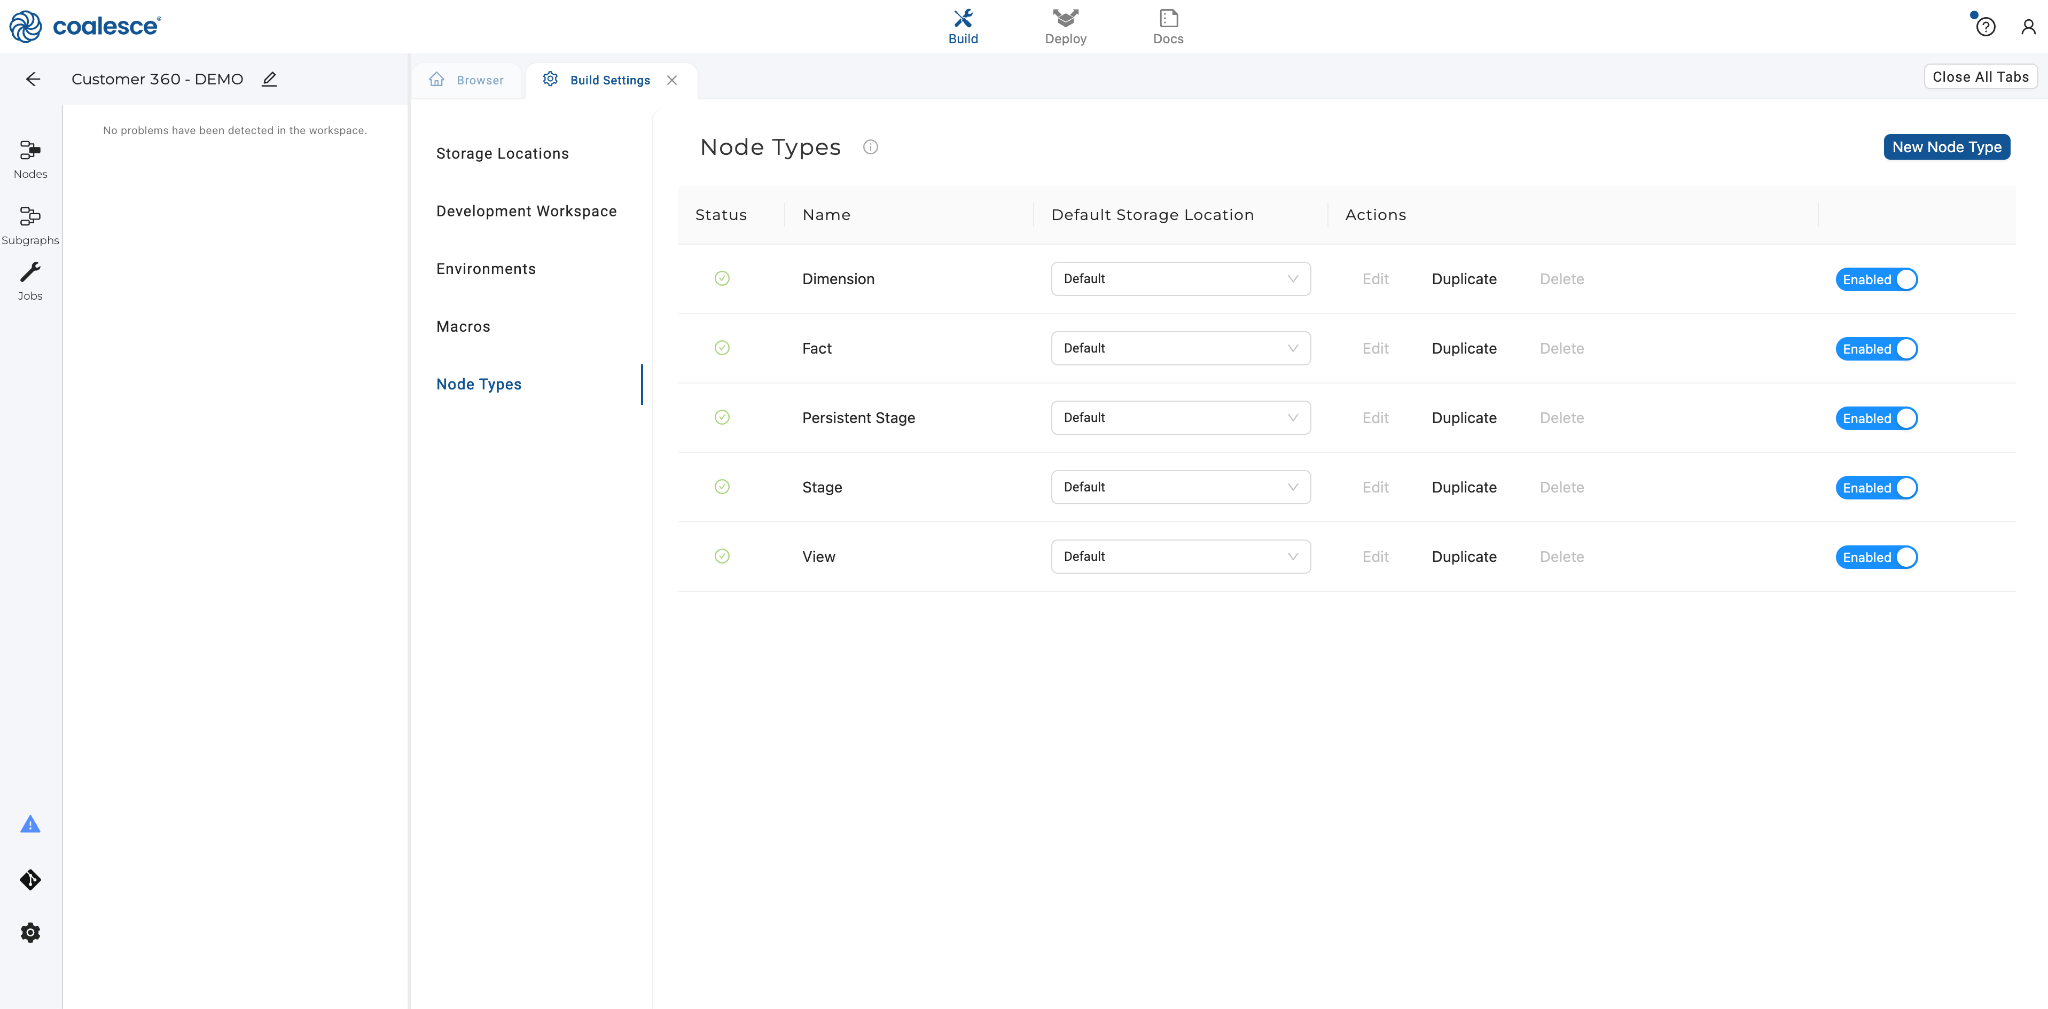 coalesce
Build
Deploy
Docs
Customer 360 - DEMO
Browser
Build Settings
Close All Tabs
No problems have been detected in the workspace.
Nodes
Subgraphs
Jobs
Storage Locations
Development Workspace
Environments
Macros
Node Types
Node Types
New Node Type
Status Name Default Storage Location Actions
Dimension Default Edit Duplicate Delete Enabled
Fact Default Edit Duplicate Delete Enabled
Persistent Stage Default Edit Duplicate Delete Enabled
Stage Default Edit Duplicate Delete Enabled
View Default Edit Duplicate Delete Enabled